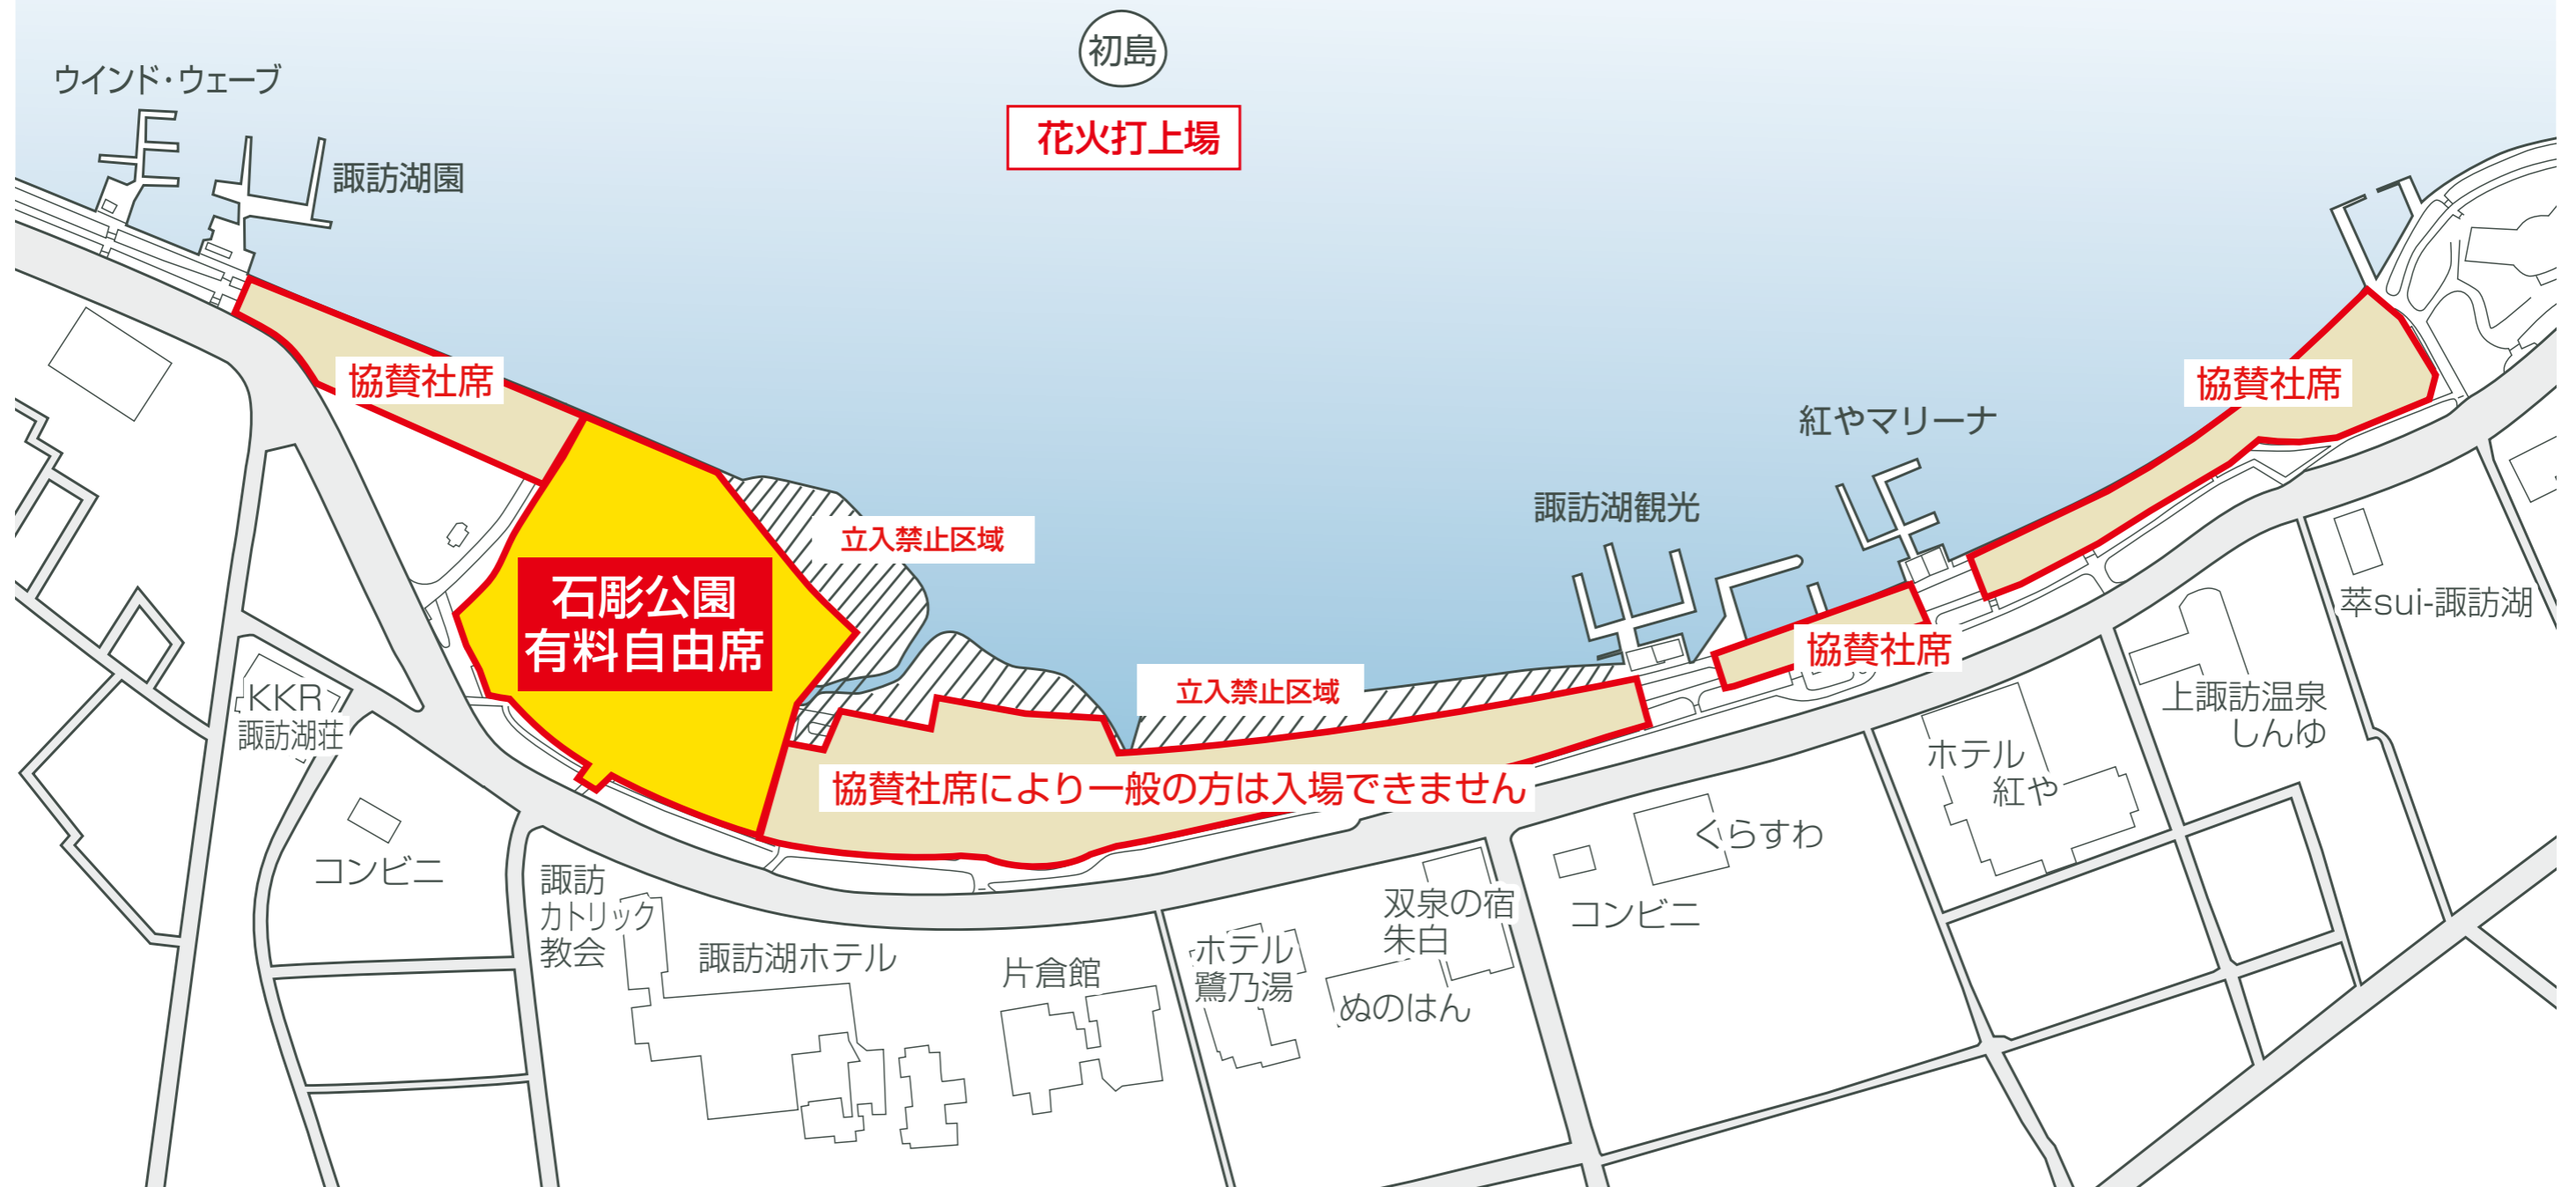 初島
花火打上場
ウインド・ウェーブ
諏訪湖園
協賛社席
石彫公園
有料自由席
立入禁止区域
立入禁止区域
協賛社席により一般の方は入場できません
諏訪湖観光
紅やマリーナ
協賛社席
協賛社席
萃sui-諏訪湖
上諏訪温泉
しんゆ
ホテル
紅や
くらすわ
コンビニ
双泉の宿
朱白
ぬのはん
ホテル
鷺乃湯
片倉館
諏訪湖ホテル
諏訪
カトリック
教会
コンビニ
KKR
諏訪湖荘